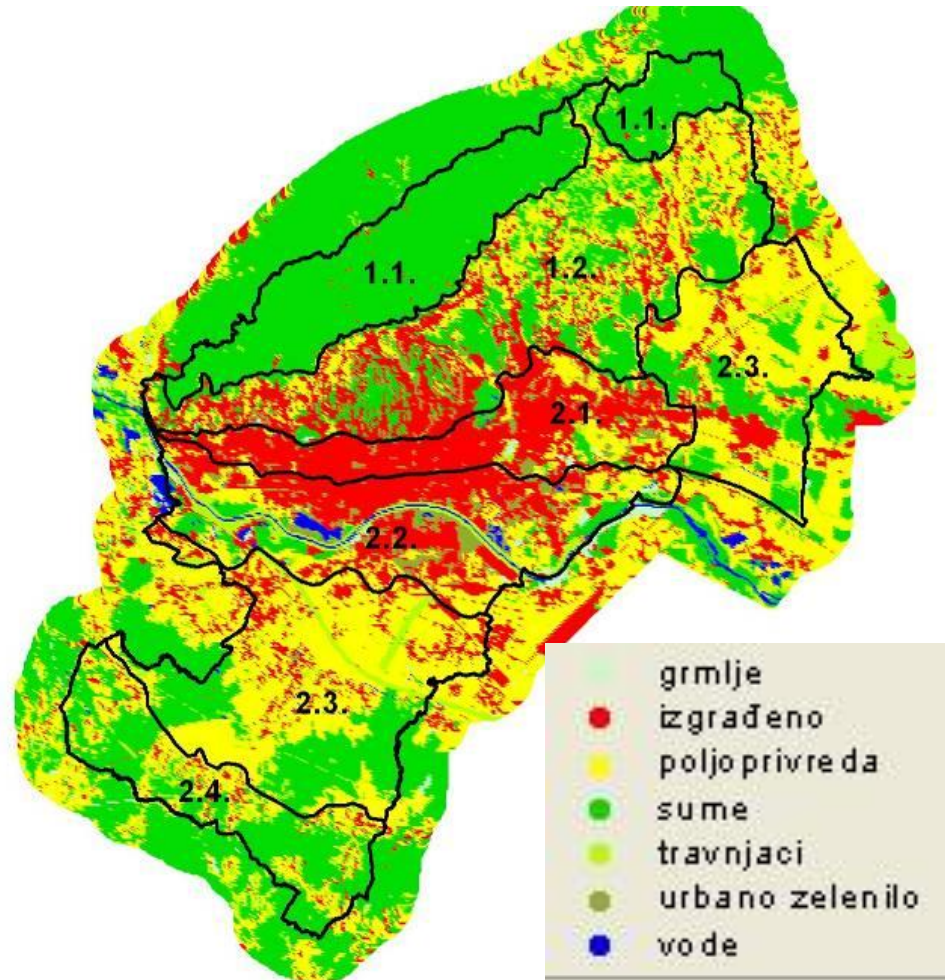 1.1.
1.1.
1.2.
2.3.
2.1.
2.2.
2.3.
2.4.
grmlje
izgrađeno
poljoprivreda
sume
travnjaci
urbano zelenilo
vode